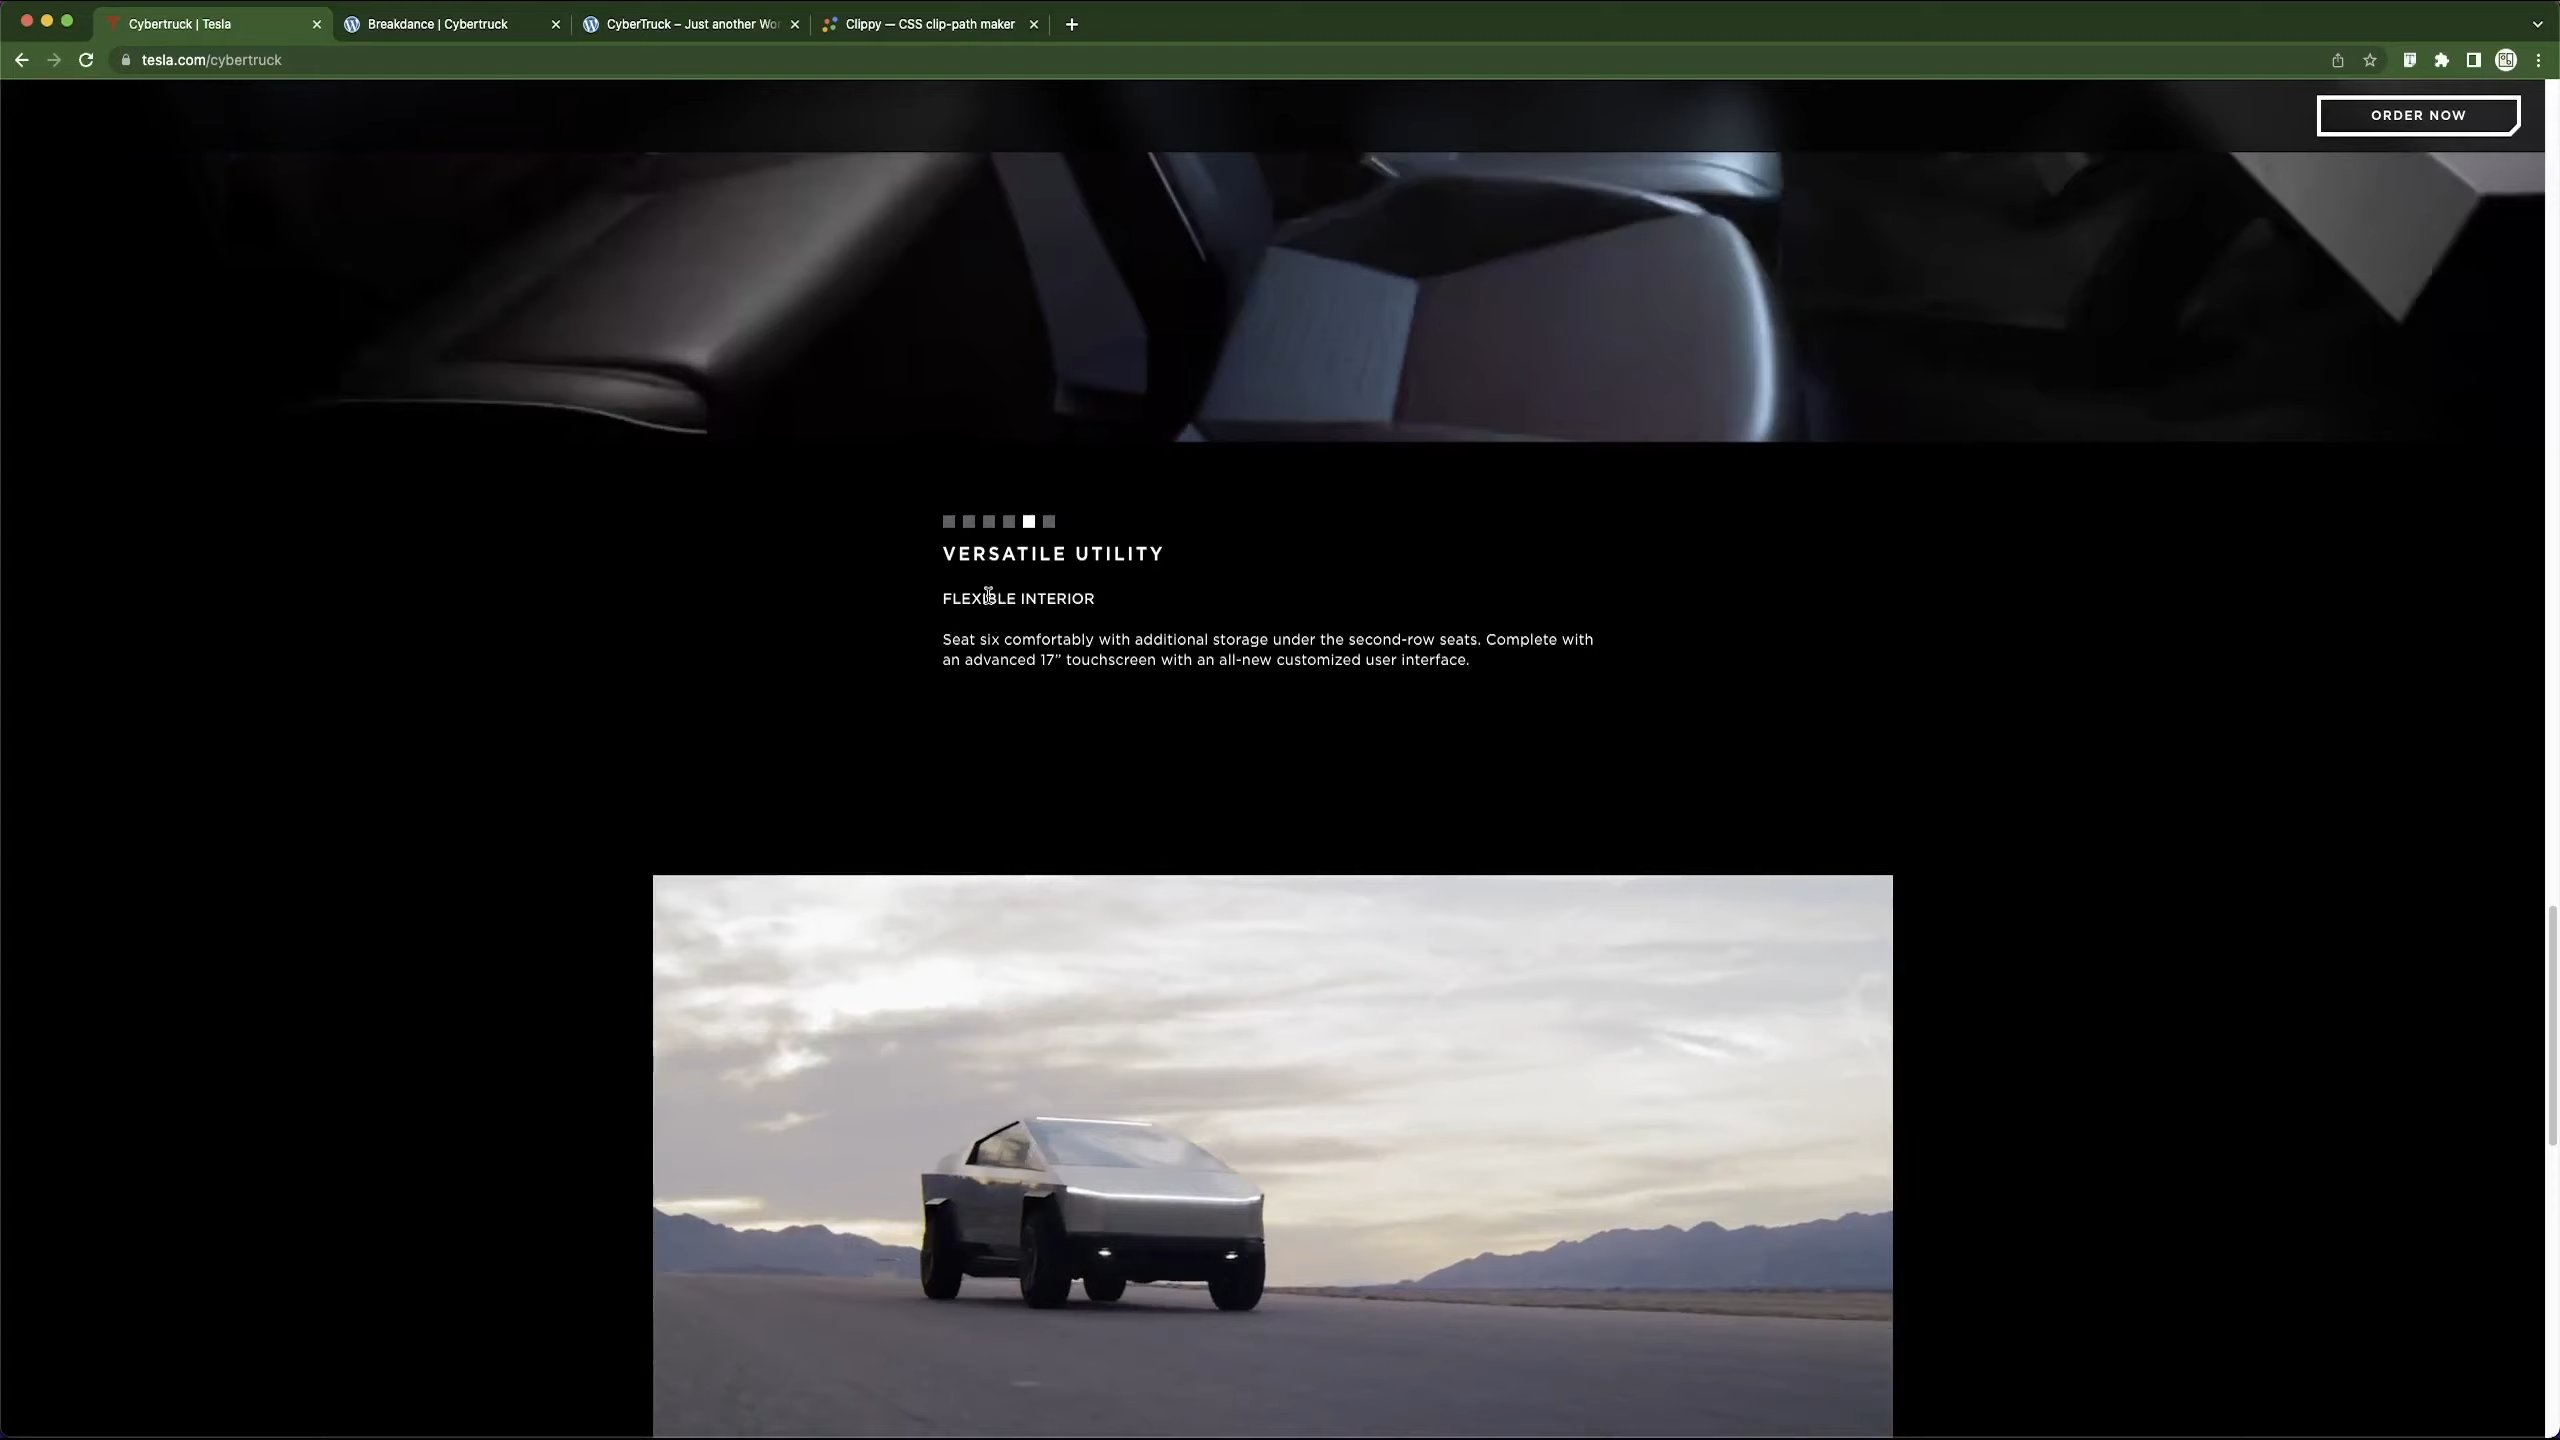 Cybertruck | Tesla
Breakdance | Cybertruck
CyberTruck – Just another Wo
Clippy — CSS clip-path maker
tesla.com/cybertruck
ORDER NOW
VERSATILE UTILITY
FLEXIBLE INTERIOR
Seat six comfortably with additional storage under the second-row seats. Complete with
an advanced 17” touchscreen with an all-new customized user interface.